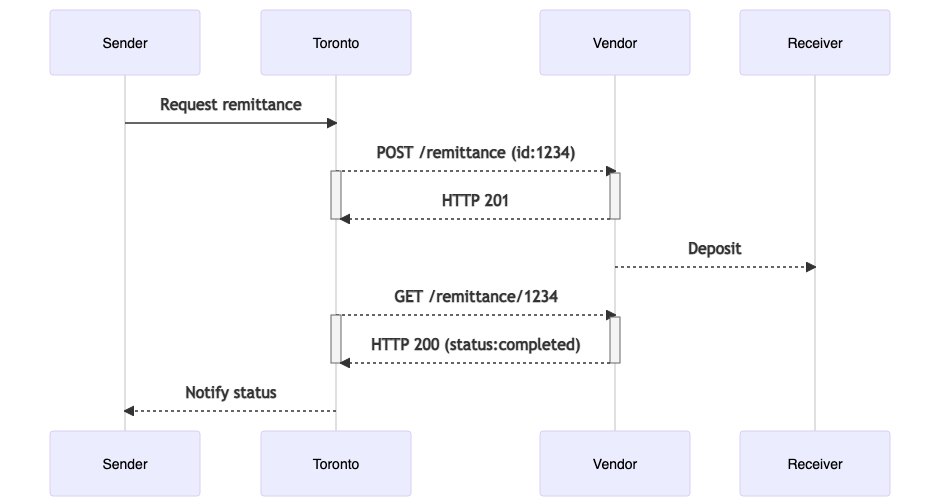 Sender Toronto Vendor Receiver
Request remittance
POST /remittance (id:1234)
HTTP 201
Deposit
GET /remittance/1234
HTTP 200 (status:completed)
Notify status
Sender Toronto Vendor Receiver